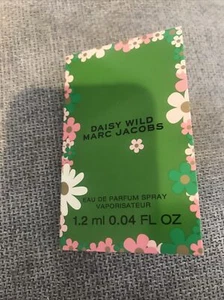 DAISY WILD
MARC JACOBS
EAU DE PARFUM SPRAY
VAPORISATEUR
1.2 ml 0.04 FL OZ